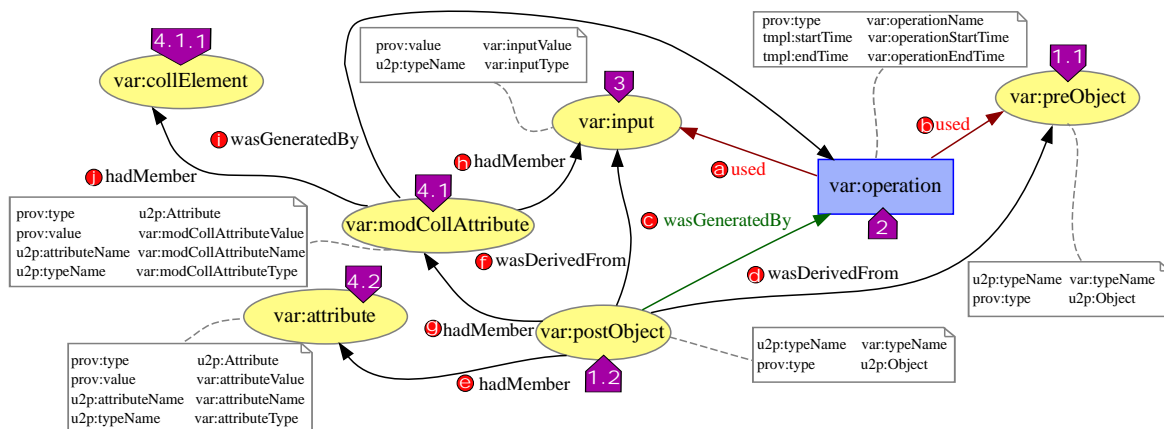 prov:type var:operationName
tmpl:startTime var:operationStartTime
tmpl:endTime var:operationEndTime
4.1.1
var:collElement
prov:value var:inputValue
u2p:typeName var:inputType
1.1
var:preObject
3
var:input
b used
i wasGeneratedBy
h hadMember
a used
j hadMember
var:operation
2
4.1
var:modCollAttribute
prov:type u2p:Attribute
prov:value var:modCollAttributeValue
u2p:attributeName var:modCollAttributeName
u2p:typeName var:modCollAttributeType
c wasGeneratedBy
f wasDerivedFrom
d wasDerivedFrom
u2p:typeName var:typeName
prov:type u2p:Object
4.2
var:attribute
g hadMember
var:postObject
1.2
u2p:typeName var:typeName
prov:type u2p:Object
prov:type u2p:Attribute
prov:value var:attributeValue
u2p:attributeName var:attributeName
u2p:typeName var:attributeType
e hadMember